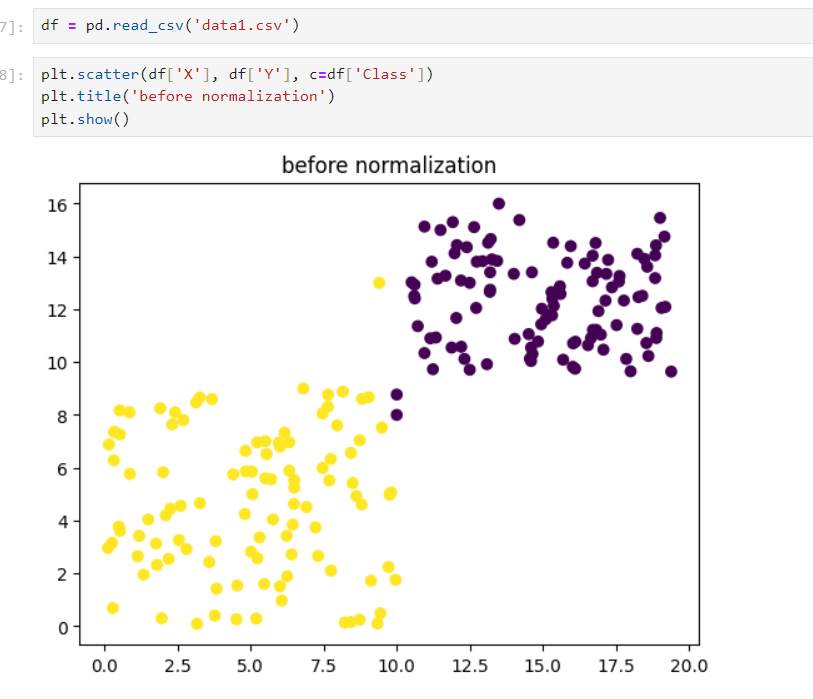 7]: df = pd.read_csv('data1.csv')
8]: plt.scatter(df['X'], df['Y'], c=df['Class'])
plt.title('before normalization')
plt.show()
before normalization
16
14
12
10
8
6
4
2
0
0.0 2.5 5.0 7.5 10.0 12.5 15.0 17.5 20.0